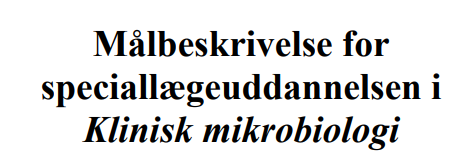 Målbeskrivelse for
speciallægeuddannelsen i
Klinisk mikrobiologi